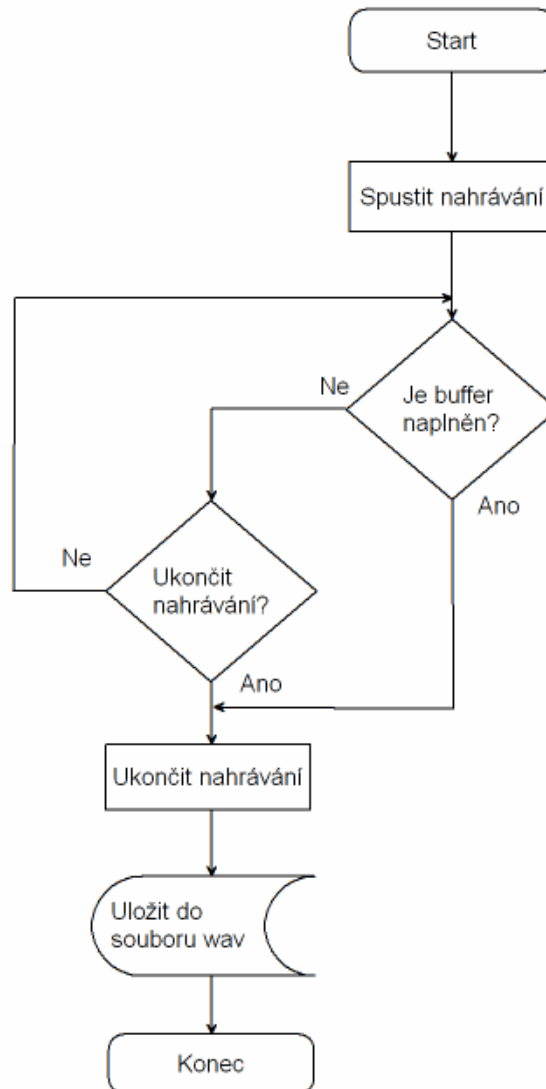 Start
Spustit nahrávání
Je buffer
naplněn?
Ne
Ano
Ne
Ukončit
nahrávání?
Ano
Ukončit nahrávání
Uložit do
souboru wav
Konec